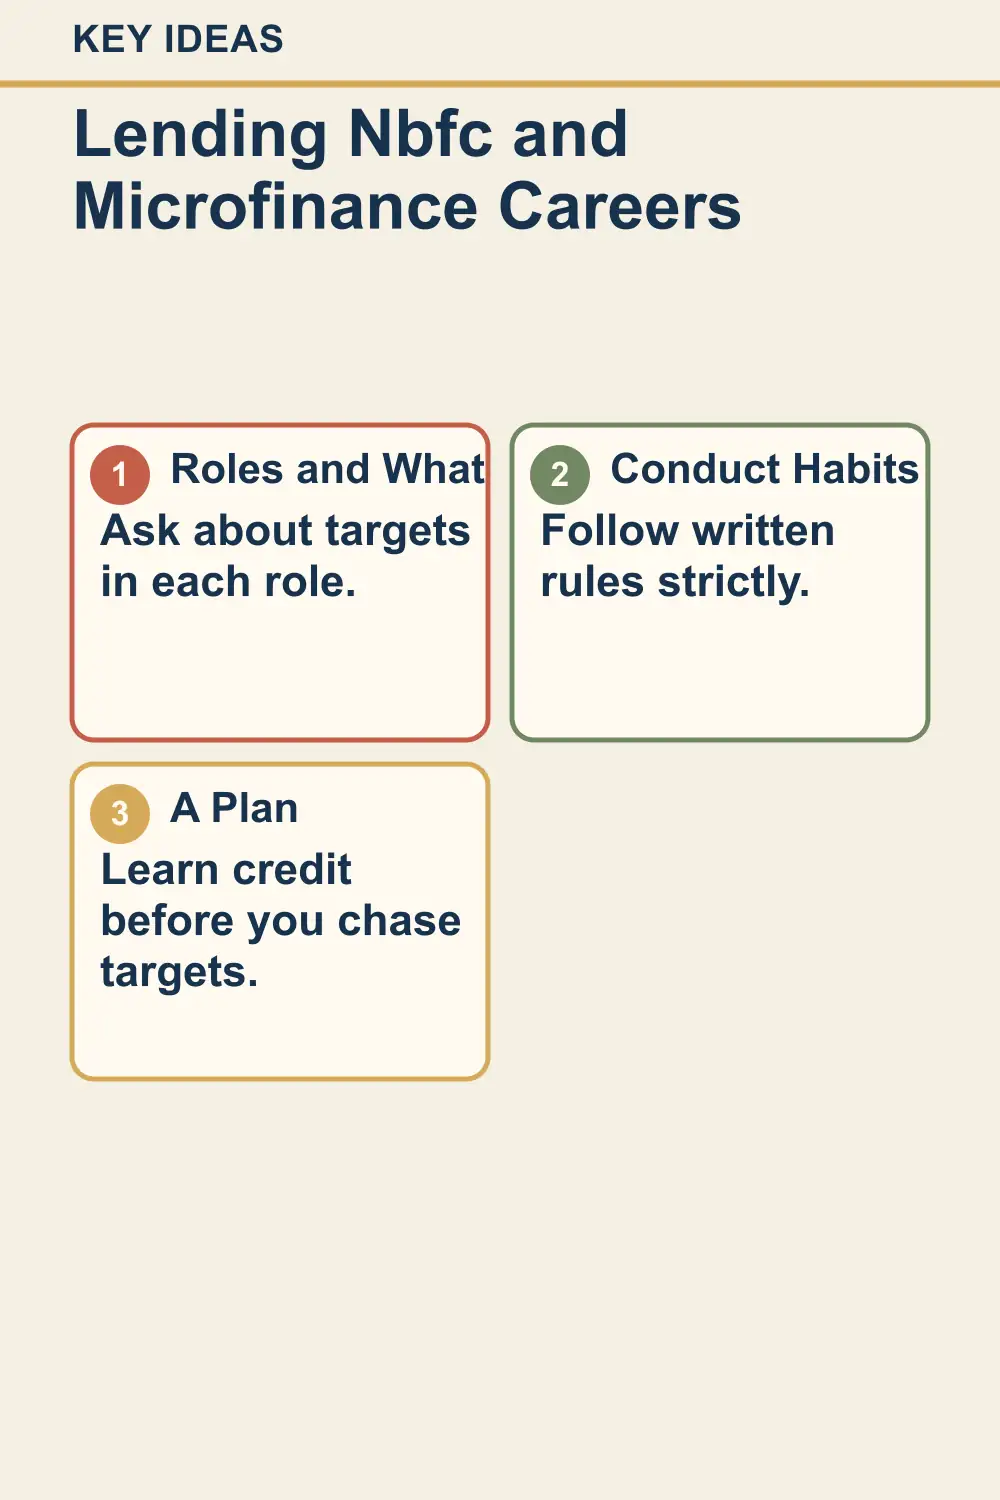 KEY IDEAS
Lending Nbfc and
Microfinance Careers
1 Roles and What
Ask about targets
in each role.
2 Conduct Habits
Follow written
rules strictly.
3 A Plan
Learn credit
before you chase
targets.